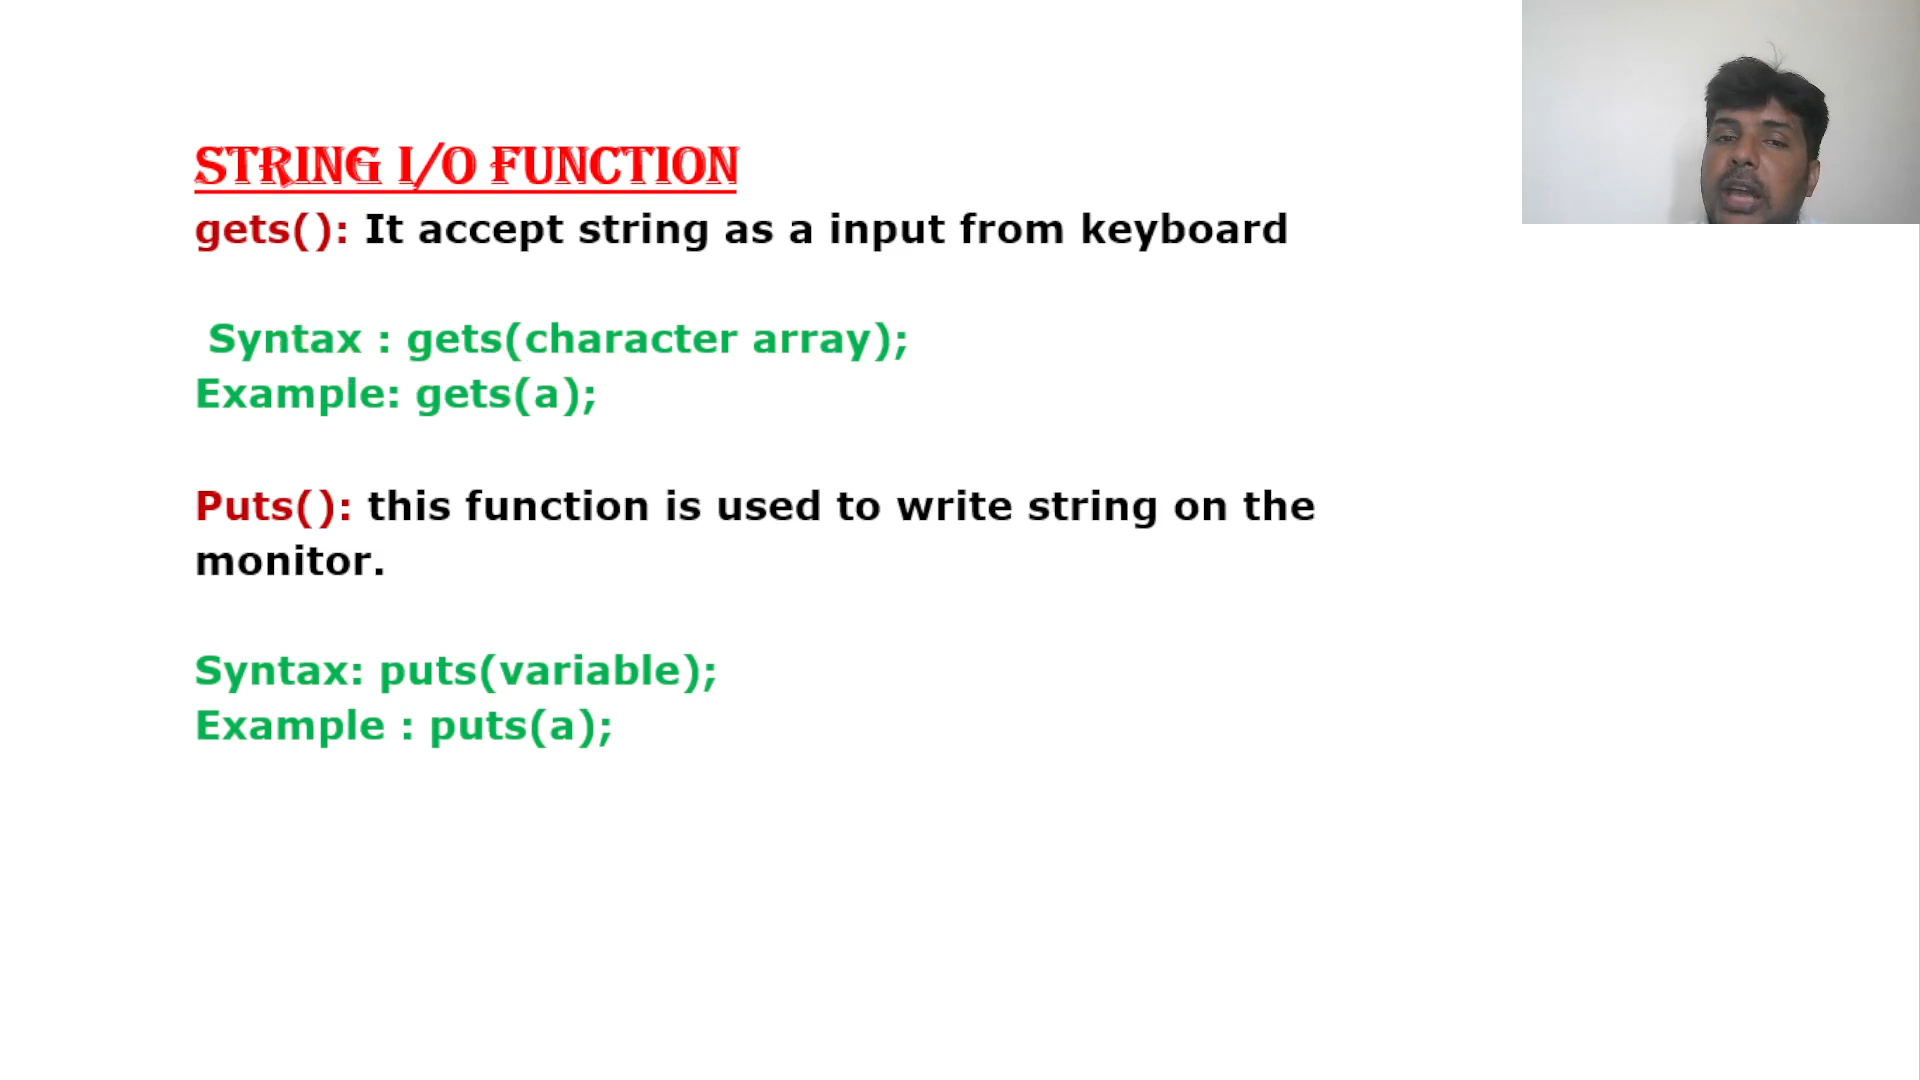 STRING I/O FUNCTION
gets(): It accept string as a input from keyboard
Syntax : gets(character array);
Example: gets(a);
Puts(): this function is used to write string on the
monitor.
Syntax: puts(variable);
Example : puts(a);